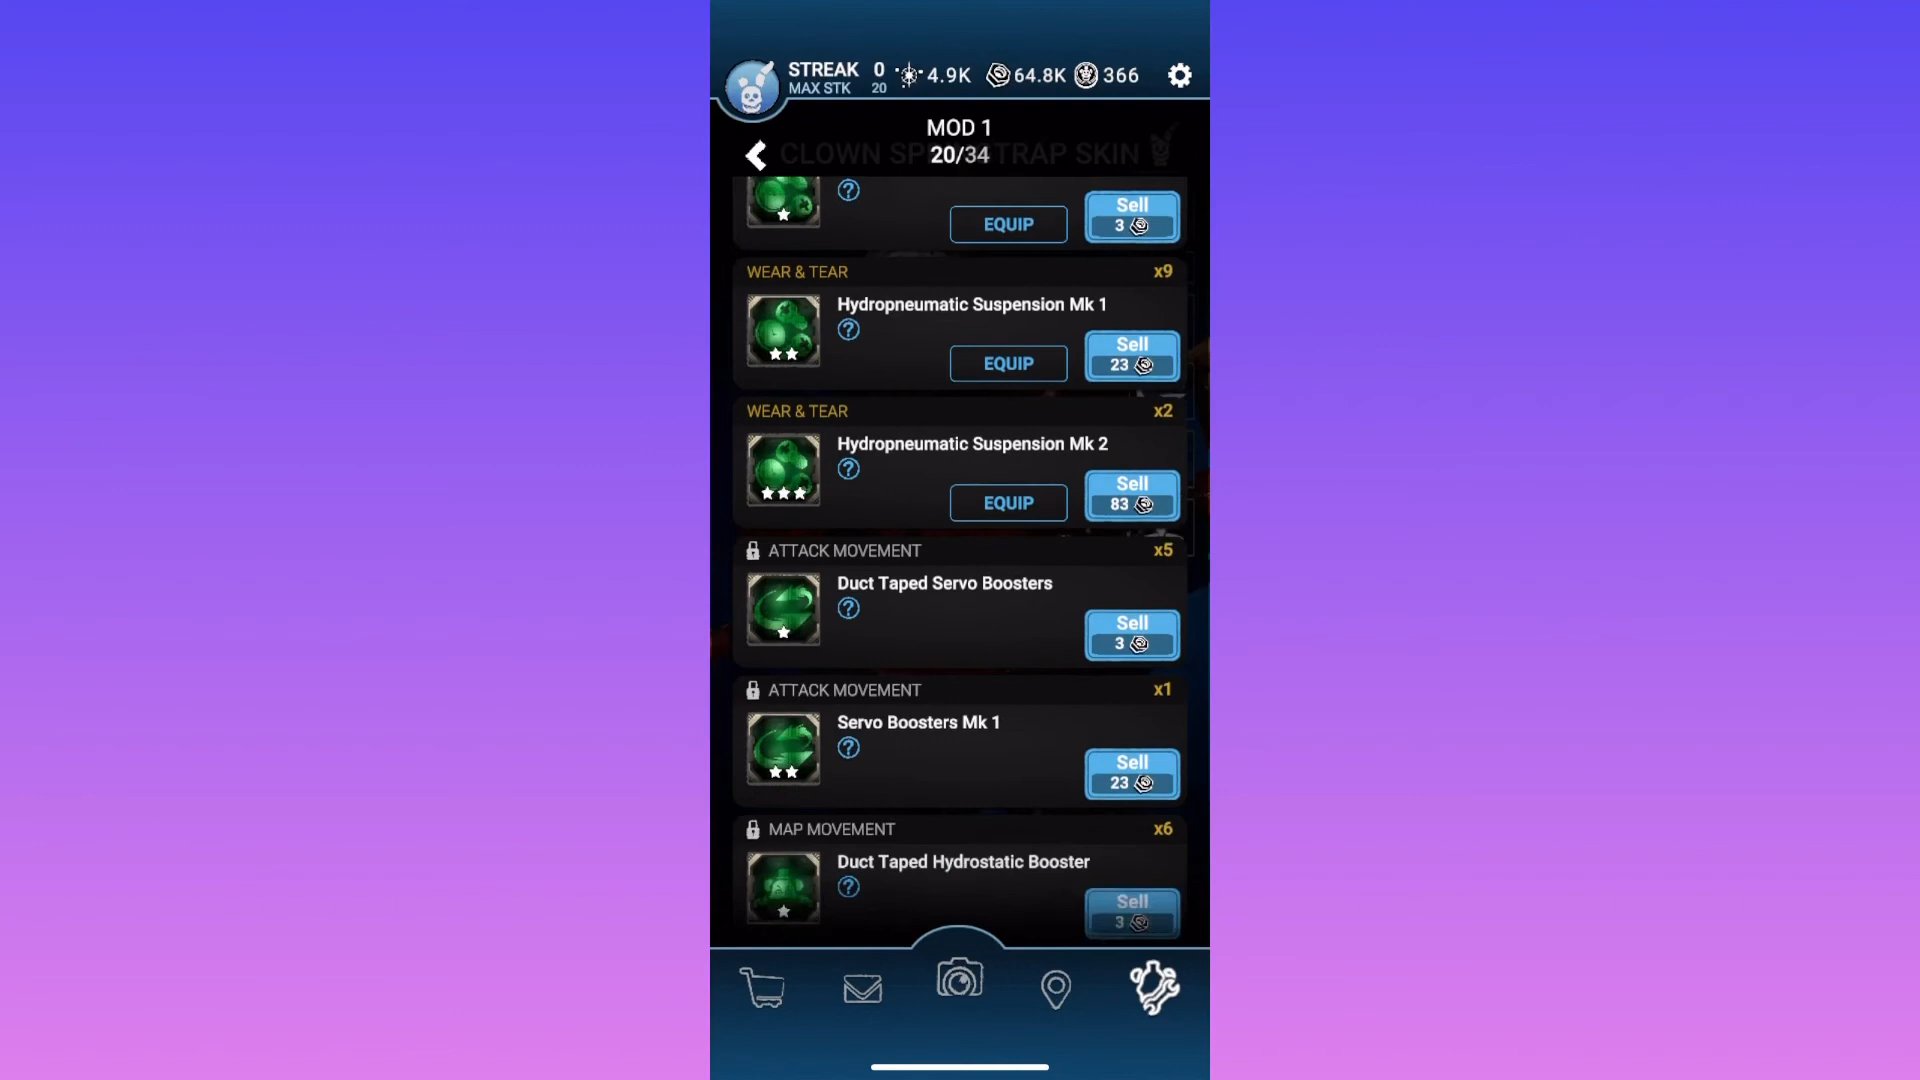 STREAK 0 4.9K 64.8K 366
MAX STK 20
MOD 1
CLOWN SPRINGTRAP SKIN
20/34
? EQUIP Sell
3
WEAR & TEAR x9
Hydropneumatic Suspension Mk 1
?
EQUIP Sell
23
WEAR & TEAR x2
Hydropneumatic Suspension Mk 2
?
EQUIP Sell
83
ATTACK MOVEMENT x5
Duct Taped Servo Boosters
?
Sell
3
ATTACK MOVEMENT x1
Servo Boosters Mk 1
?
Sell
23
MAP MOVEMENT x6
Duct Taped Hydrostatic Booster
?
Sell
3